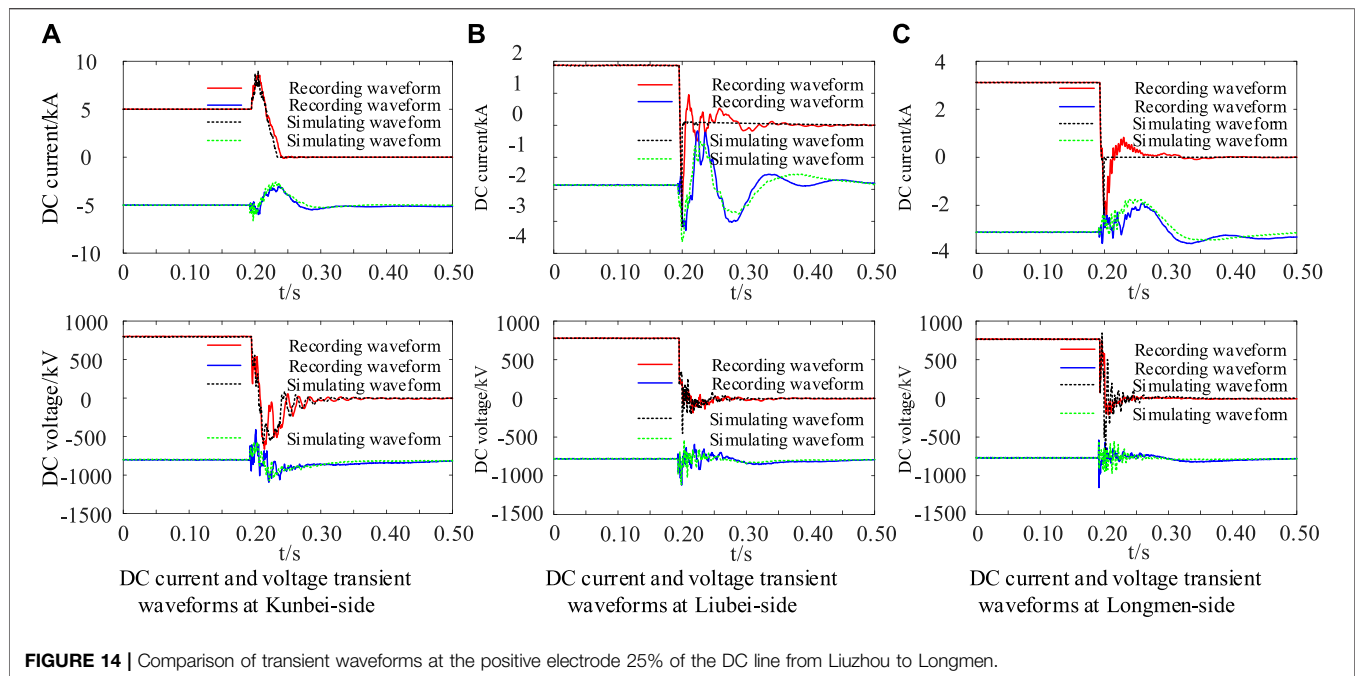 A
DC current/kA
10
5
0
-5
-10
Recording waveform
Recording waveform
Simulating waveform
Simulating waveform
0 0.10 0.20 0.30 0.40 0.50
t/s
B
DC current/kA
2
1
0
-1
-2
-3
-4
Recording waveform
Recording waveform
Simulating waveform
Simulating waveform
0 0.10 0.20 0.30 0.40 0.50
t/s
C
DC current/kA
4
2
0
-2
-4
Recording waveform
Recording waveform
Simulating waveform
Simulating waveform
0 0.10 0.20 0.30 0.40 0.50
t/s
DC voltage/kV
1000
500
0
-500
-1000
-1500
Recording waveform
Recording waveform
Simulating waveform
Simulating waveform
0 0.10 0.20 0.30 0.40 0.50
t/s
DC current and voltage transient
waveforms at Kunbei-side
DC voltage/kV
1000
500
0
-500
-1000
-1500
Recording waveform
Recording waveform
Simulating waveform
Simulating waveform
0 0.10 0.20 0.30 0.40 0.50
t/s
DC current and voltage transient
waveforms at Liubei-side
DC voltage/kV
1000
500
0
-500
-1000
-1500
Recording waveform
Recording waveform
Simulating waveform
Simulating waveform
0 0.10 0.20 0.30 0.40 0.50
t/s
DC current and voltage transient
waveforms at Longmen-side
FIGURE 14 | Comparison of transient waveforms at the positive electrode 25% of the DC line from Liuzhou to Longmen.